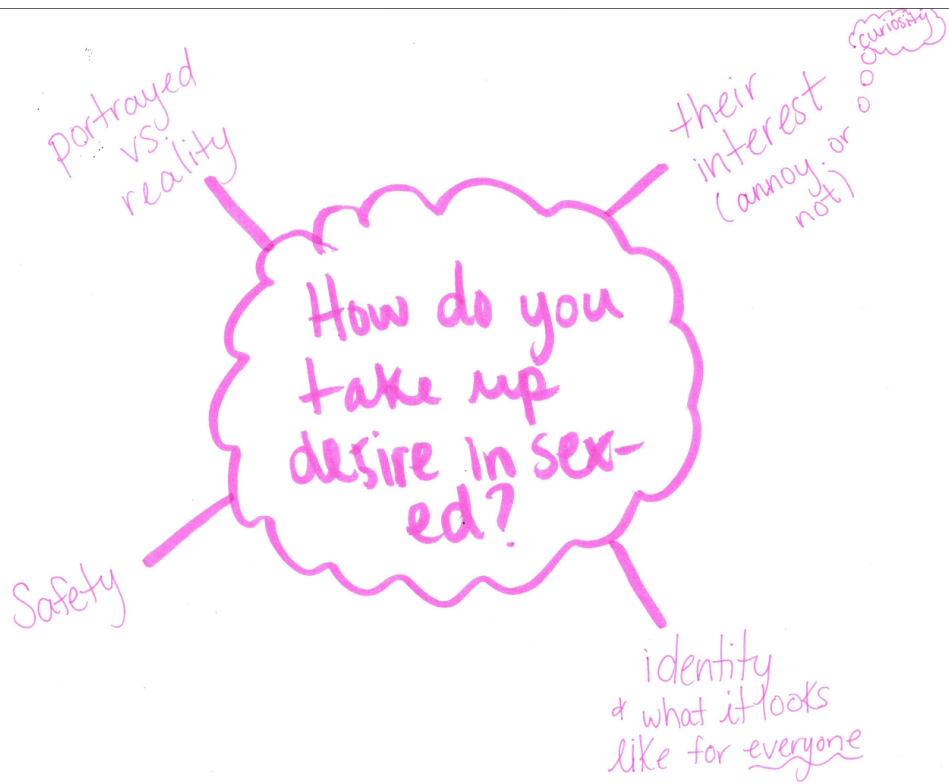 curiosity
their
interest
(annoy. or
not)
portrayed
vs.
reality
How do you
take up
desire in sex-
ed?
Safety
identity
& what it looks
like for everyone